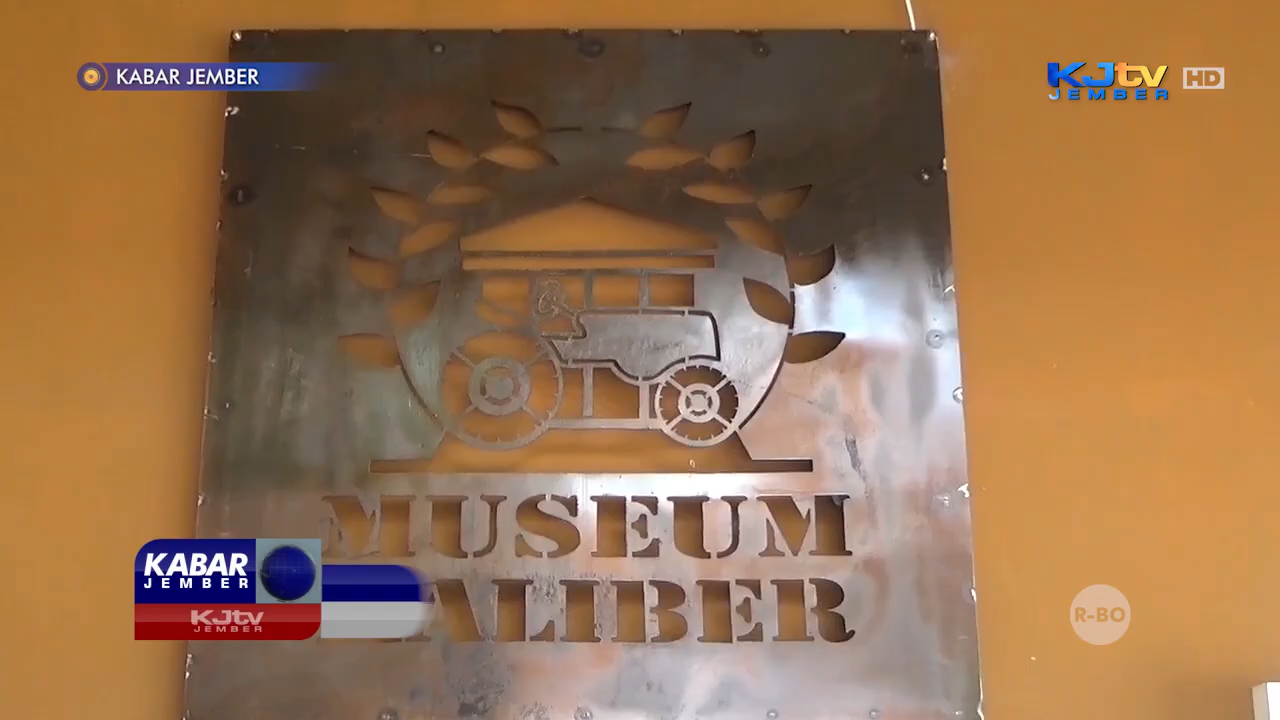 KABAR JEMBER
KJtv HD
JEMBER
MUSEUM
ALIBER
KABAR
JEMBER
KJtv
JEMBER
R-BO